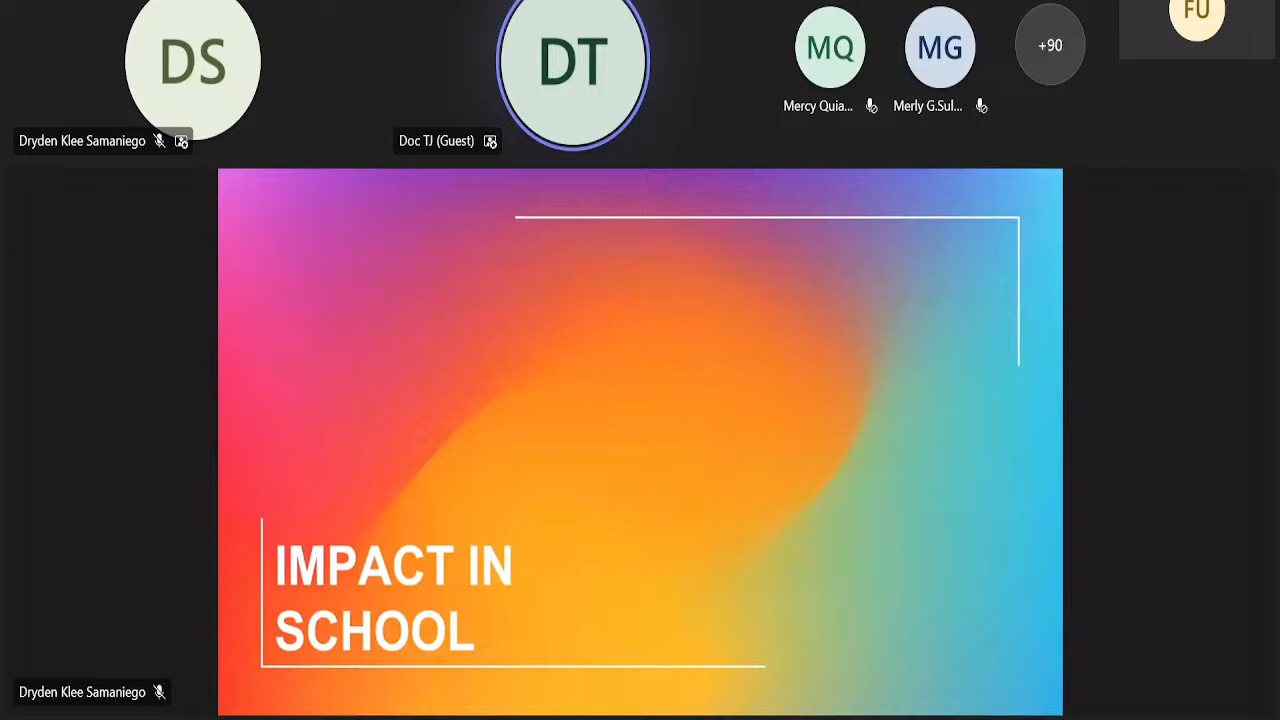 DS
DT
MQ
MG
+90
FU
Mercy Quia...
Merly G.Sul...
Dryden Klee Samaniego
Doc TJ (Guest)
IMPACT IN
SCHOOL
Dryden Klee Samaniego